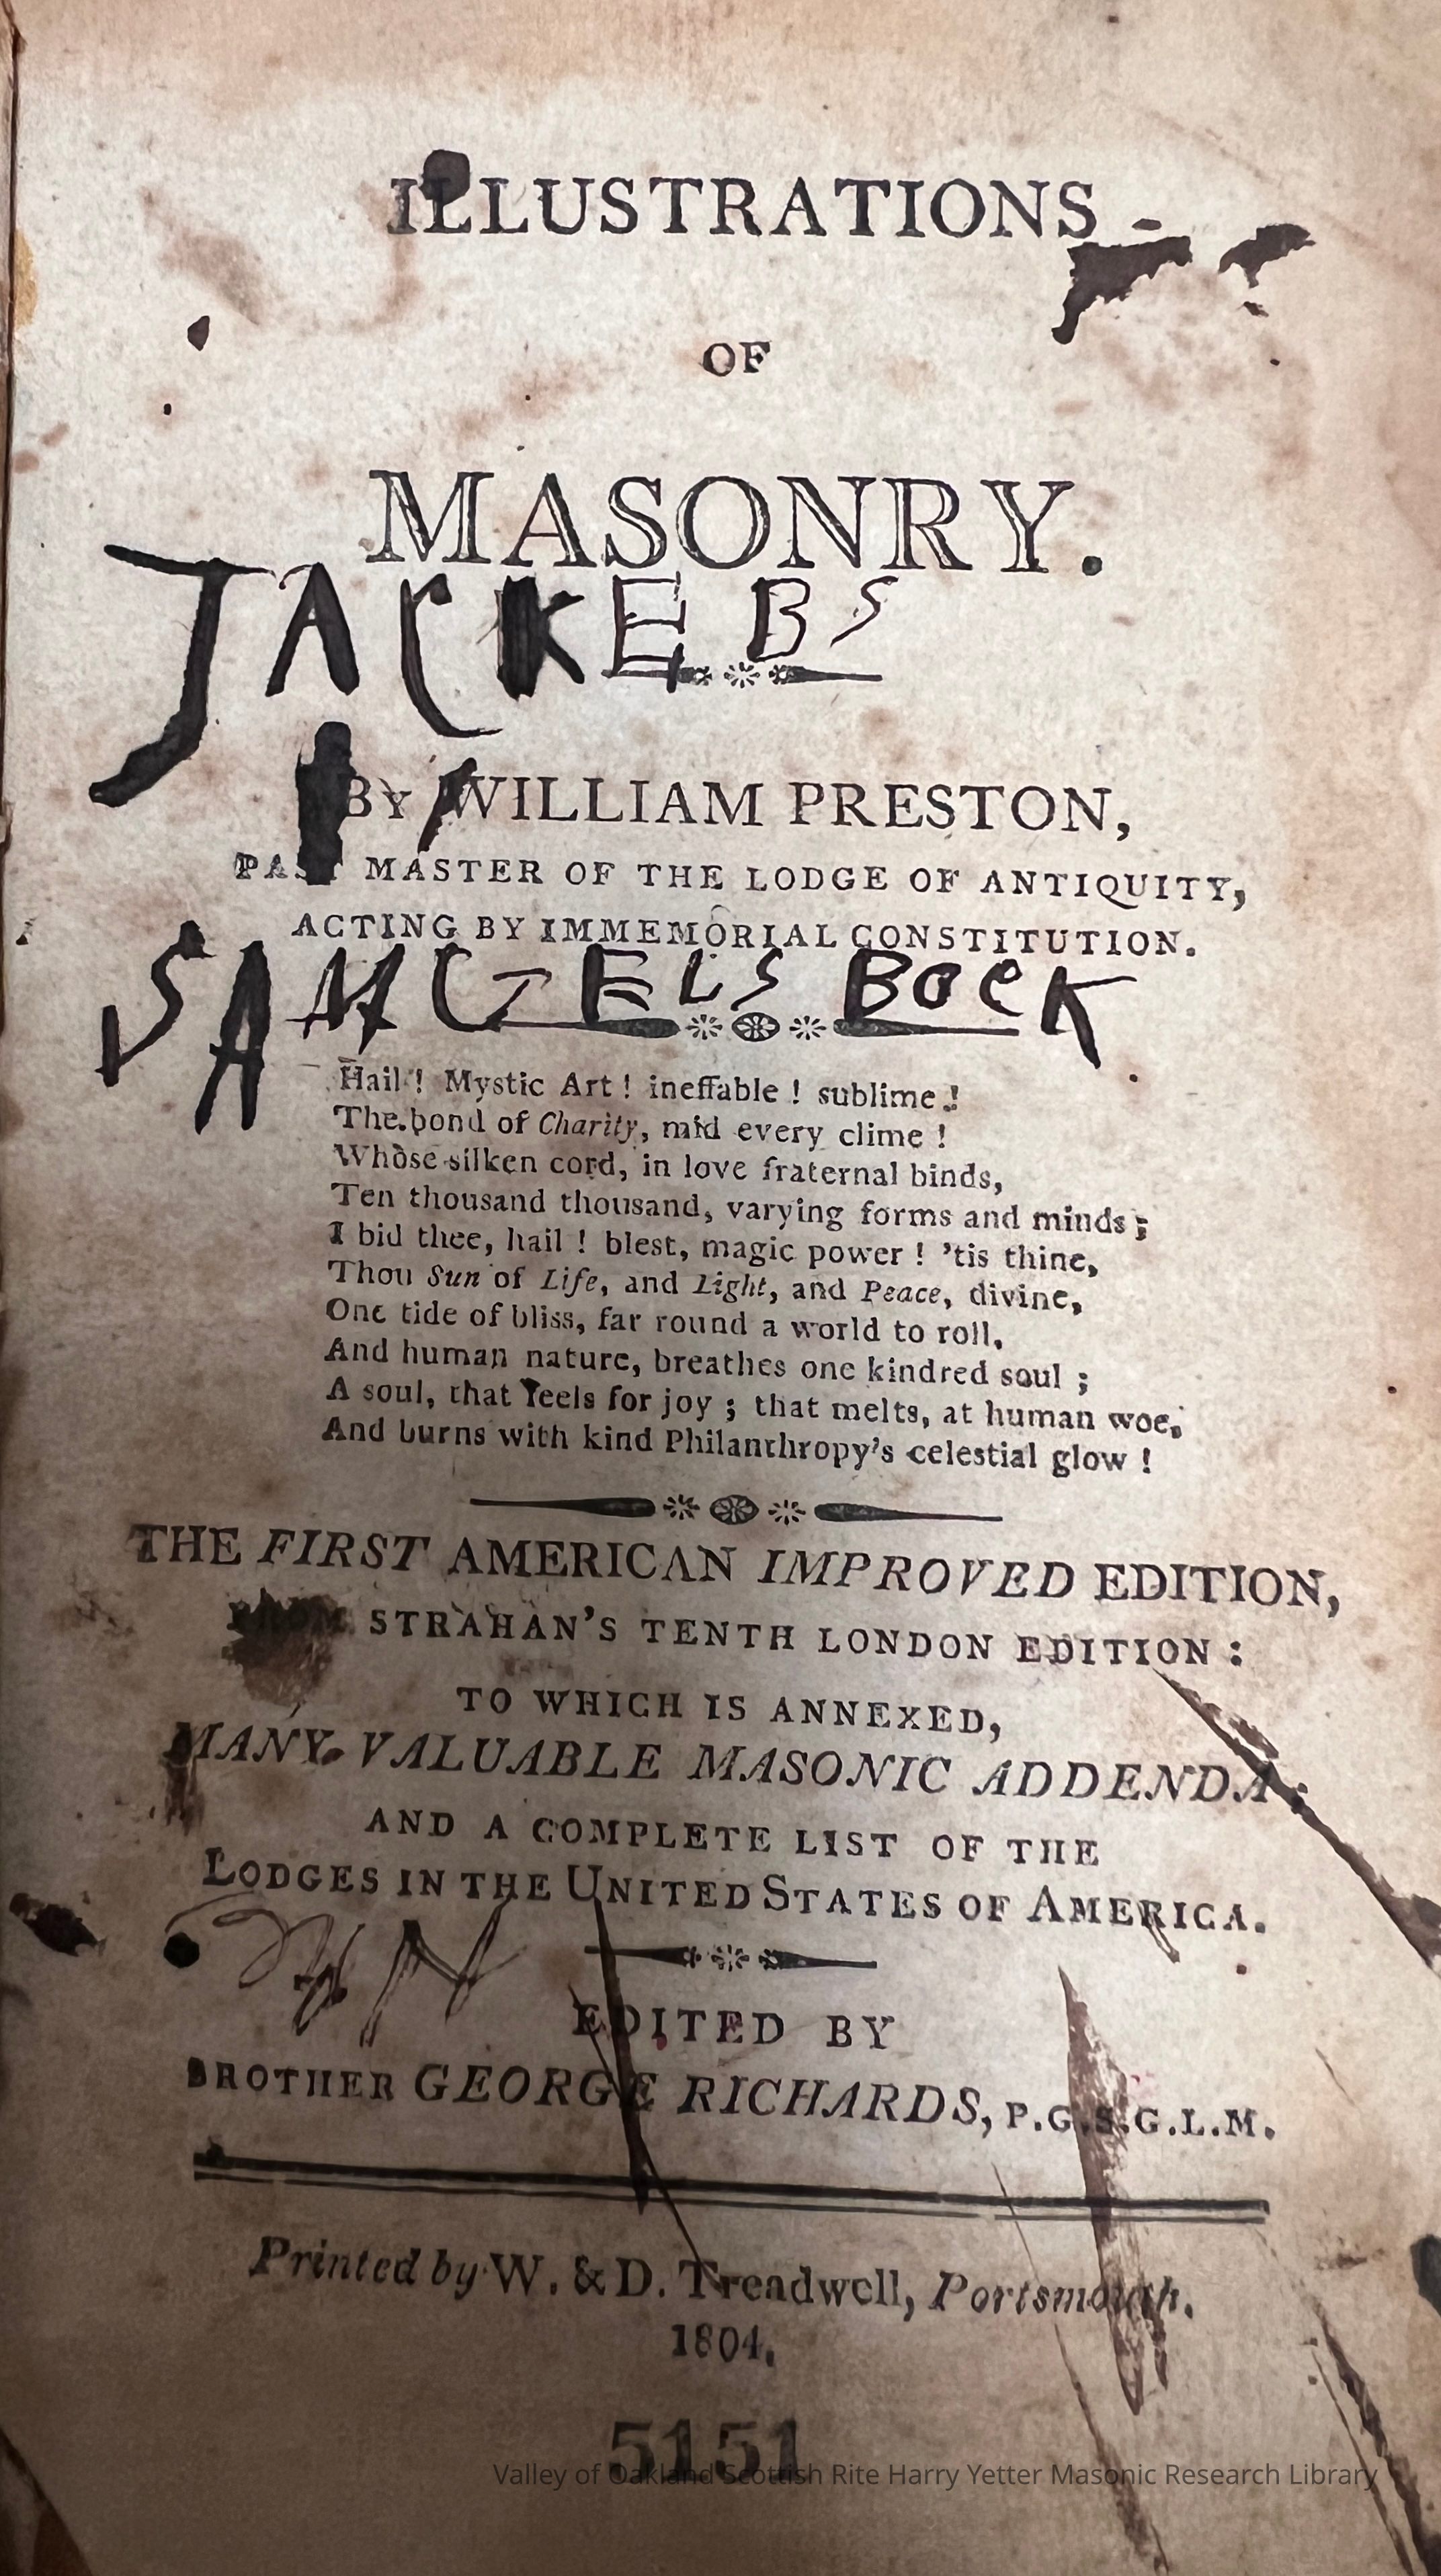 ILLUSTRATIONS
OF
MASONRY.
JACKEBS
BY WILLIAM PRESTON,
PAST MASTER OF THE LODGE OF ANTIQUITY,
ACTING BY IMMEMORIAL CONSTITUTION.
SAMUELS BOCK
Hail ! Mystic Art ! ineffable ! sublime !
The bond of Charity, mid every clime !
Whose silken cord, in love fraternal binds,
Ten thousand thousand, varying forms and minds ;
I bid thee, hail ! blest, magic power ! 'tis thine,
Thou Sun of Life, and Light, and Peace, divine,
One tide of bliss, far round a world to roll,
And human nature, breathes one kindred soul ;
A soul, that feels for joy ; that melts, at human woe,
And burns with kind Philanthropy's celestial glow !
THE FIRST AMERICAN IMPROVED EDITION,
FROM STRAHAN'S TENTH LONDON EDITION :
TO WHICH IS ANNEXED,
MANY VALUABLE MASONIC ADDENDA :
AND A COMPLETE LIST OF THE
LODGES IN THE UNITED STATES OF AMERICA.
EDITED BY
BROTHER GEORGE RICHARDS, P.G.S.G.L.M.
Printed by W. & D. Treadwell, Portsmouth.
1804.
5151
Valley of Oakland Scottish Rite Harry Yetter Masonic Research Library